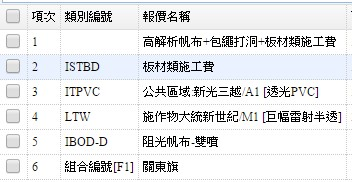 項次 類別編號 報價名稱
1 高解析帆布+包繩打洞+板材類施工費
2 ISTBD 板材類施工費
3 ITPVC 公共區域 新光三越/A1 [透光PVC]
4 LTW 施作物大統新世紀/M1 [巨幅雷射半透]
5 IBOD-D 阻光帆布-雙噴
6 組合編號[F1] 關東旗